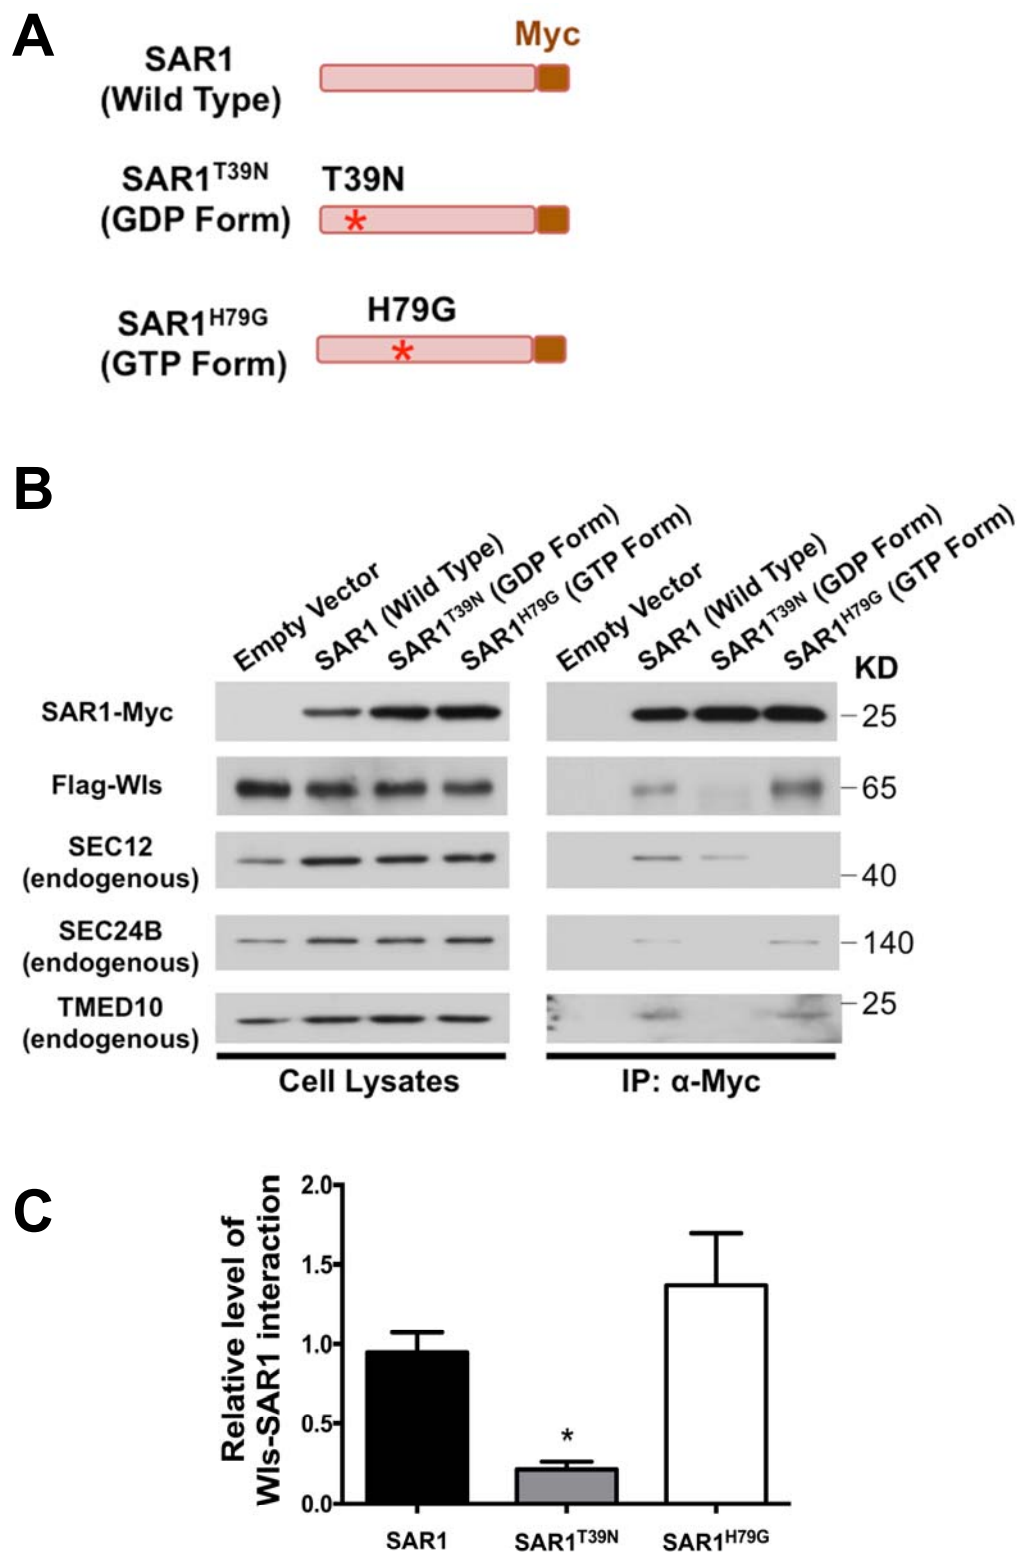 A
Myc
SAR1
(Wild Type)
SAR1T39N
T39N
(GDP Form)
*
H79G
SAR1H79G
(GTP Form)
*
B
Empty Vector
SAR1 (Wild Type)
SAR1T39N (GDP Form)
SAR1H79G (GTP Form)
Empty Vector
SAR1 (Wild Type)
SAR1T39N (GDP Form)
SAR1H79G (GTP Form)
KD
SAR1-Myc
25
Flag-Wls
65
SEC12
(endogenous)
40
SEC24B
(endogenous)
140
TMED10
(endogenous)
25
Cell Lysates
IP: α-Myc
C
Relative level of
Wls-SAR1 interaction
2.0
1.5
1.0
0.5
0.0
*
SAR1
SAR1T39N
SAR1H79G